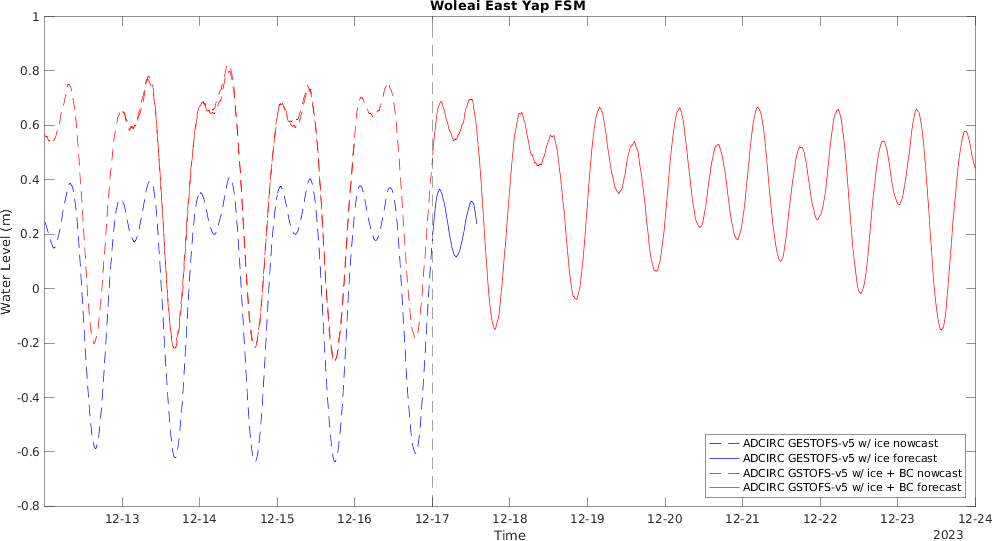 Woleai East Yap FSM
1
0.8
0.6
0.4
0.2
0
-0.2
-0.4
-0.6
-0.8
Water Level (m)
12-13 12-14 12-15 12-16 12-17 12-18 12-19 12-20 12-21 12-22 12-23 12-24
Time
2023
ADCIRC GESTOFS-v5 w/ ice nowcast
ADCIRC GESTOFS-v5 w/ ice forecast
ADCIRC GSTOFS-v5 w/ ice + BC nowcast
ADCIRC GSTOFS-v5 w/ ice + BC forecast